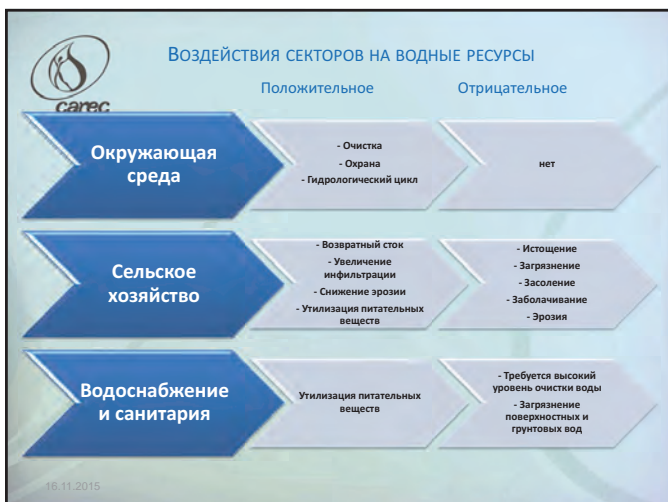 carec
ВОЗДЕЙСТВИЯ СЕКТОРОВ НА ВОДНЫЕ РЕСУРСЫ
Положительное Отрицательное
Окружающая
среда
- Очистка
- Охрана
- Гидрологический цикл
нет
Сельское
хозяйство
- Возвратный сток
- Увеличение
инфильтрации
- Снижение эрозии
- Утилизация питательных
веществ
- Истощение
- Загрязнение
- Засоление
- Заболачивание
- Эрозия
Водоснабжение
и санитария
Утилизация питательных
веществ
- Требуется высокий
уровень очистки воды
- Загрязнение
поверхностных и
грунтовых вод
16.11.2015